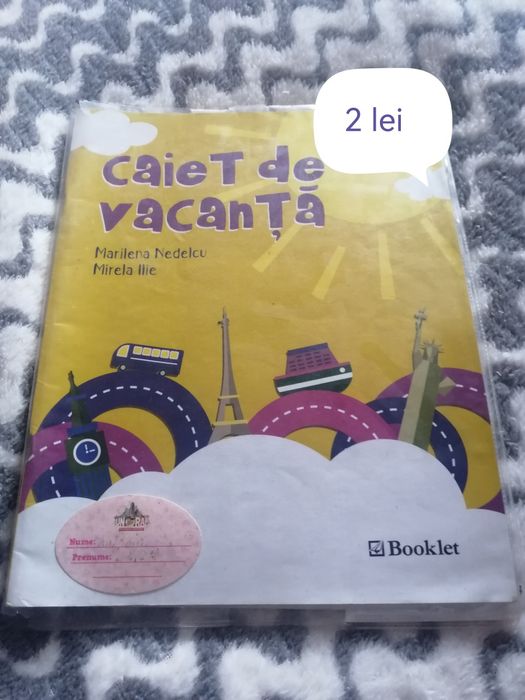 2 lei
caieT de
vacanță
Marilena Nedelcu
Mirela Ilie
Nume:
Prenume:
Booklet